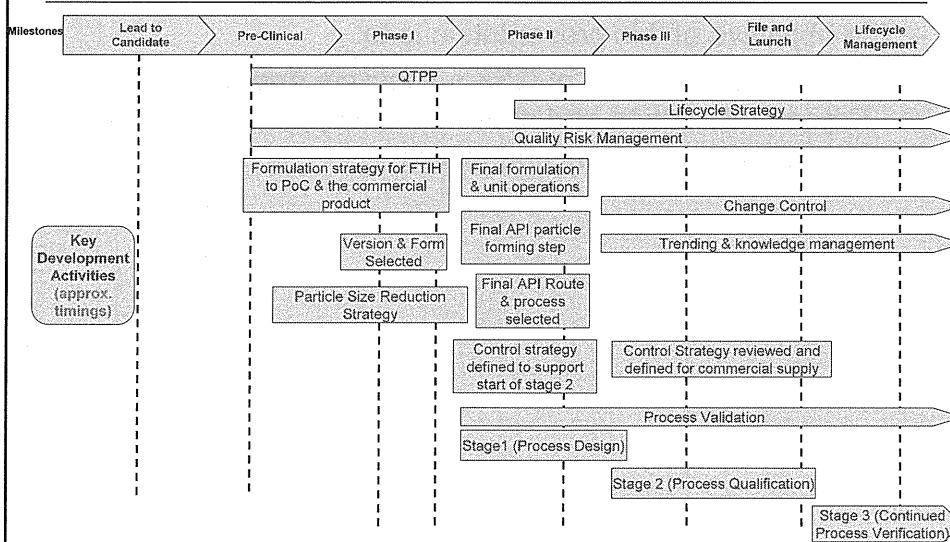 Milestones
Lead to
Candidate
Pre-Clinical
Phase I
Phase II
Phase III
File and
Launch
Lifecycle
Management
QTPP
Lifecycle Strategy
Quality Risk Management
Formulation strategy for FTIH
to PoC & the commercial
product
Final formulation
& unit operations
Change Control
Key
Development
Activities
(approx.
timings)
Version & Form
Selected
Final API particle
forming step
Trending & knowledge management
Particle Size Reduction
Strategy
Final API Route
& process
selected
Control strategy
defined to support
start of stage 2
Control Strategy reviewed and
defined for commercial supply
Process Validation
Stage1 (Process Design)
Stage 2 (Process Qualification)
Stage 3 (Continued
Process Verification)